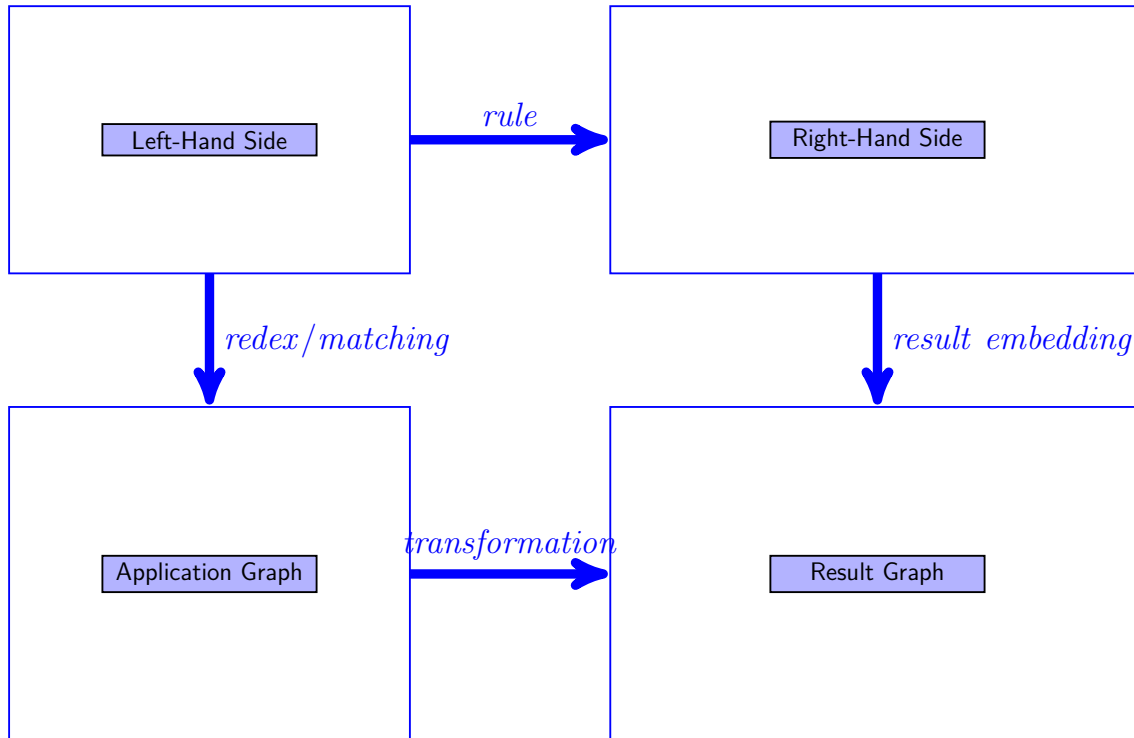 rule
Left-Hand Side
Right-Hand Side
redex/matching
result embedding
transformation
Application Graph
Result Graph